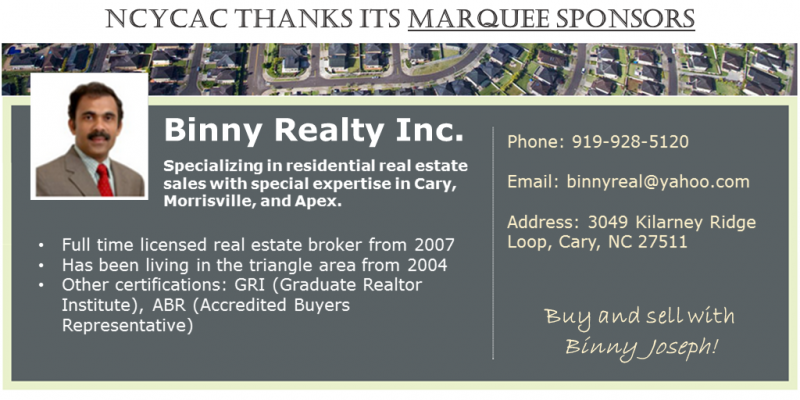 NCYCAC THANKS ITS MARQUEE SPONSORS
Binny Realty Inc.
Specializing in residential real estate
sales with special expertise in Cary,
Morrisville, and Apex.
• Full time licensed real estate broker from 2007
• Has been living in the triangle area from 2004
• Other certifications: GRI (Graduate Realtor
Institute), ABR (Accredited Buyers
Representative)
Phone: 919-928-5120
Email: binnyreal@yahoo.com
Address: 3049 Kilarney Ridge
Loop, Cary, NC 27511
Buy and sell with
Binny Joseph!